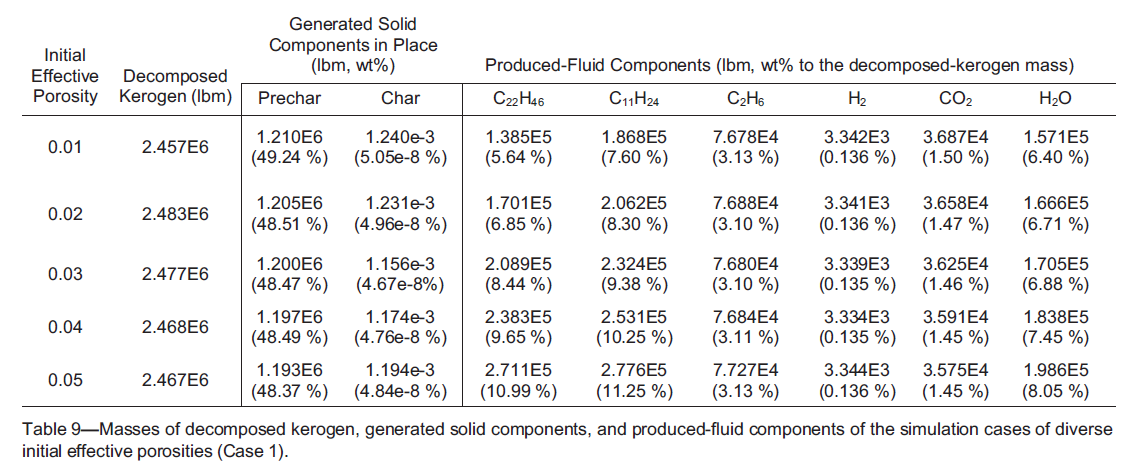 Generated Solid
Components in Place
(lbm, wt%)
Initial
Effective
Porosity
Decomposed
Kerogen (lbm)
Produced-Fluid Components (lbm, wt% to the decomposed-kerogen mass)
Prechar Char C₂₂H₄₆ C₁₁H₂₄ C₂H₆ H₂ CO₂ H₂O
0.01 2.457E6 1.210E6 1.240e-3 1.385E5 1.868E5 7.678E4 3.342E3 3.687E4 1.571E5
(49.24 %) (5.05e-8 %) (5.64 %) (7.60 %) (3.13 %) (0.136 %) (1.50 %) (6.40 %)
0.02 2.483E6 1.205E6 1.231e-3 1.701E5 2.062E5 7.688E4 3.341E3 3.658E4 1.666E5
(48.51 %) (4.96e-8 %) (6.85 %) (8.30 %) (3.10 %) (0.136 %) (1.47 %) (6.71 %)
0.03 2.477E6 1.200E6 1.156e-3 2.089E5 2.324E5 7.680E4 3.339E3 3.625E4 1.705E5
(48.47 %) (4.67e-8%) (8.44 %) (9.38 %) (3.10 %) (0.135 %) (1.46 %) (6.88 %)
0.04 2.468E6 1.197E6 1.174e-3 2.383E5 2.531E5 7.684E4 3.334E3 3.591E4 1.838E5
(48.49 %) (4.76e-8 %) (9.65 %) (10.25 %) (3.11 %) (0.135 %) (1.45 %) (7.45 %)
0.05 2.467E6 1.193E6 1.194e-3 2.711E5 2.776E5 7.727E4 3.344E3 3.575E4 1.986E5
(48.37 %) (4.84e-8 %) (10.99 %) (11.25 %) (3.13 %) (0.136 %) (1.45 %) (8.05 %)
Table 9—Masses of decomposed kerogen, generated solid components, and produced-fluid components of the simulation cases of diverse
initial effective porosities (Case 1).